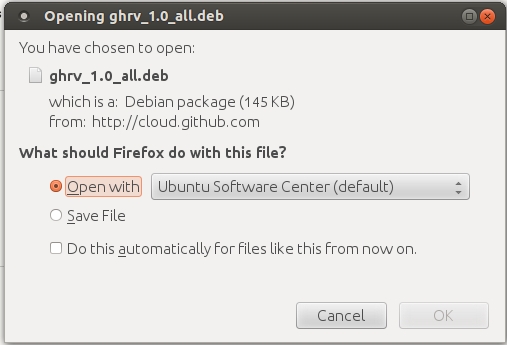 Opening ghrv_1.0_all.deb
You have chosen to open:
ghrv_1.0_all.deb
which is a: Debian package (145 KB)
from: http://cloud.github.com
What should Firefox do with this file?
Open with Ubuntu Software Center (default)
Save File
Do this automatically for files like this from now on.
Cancel OK